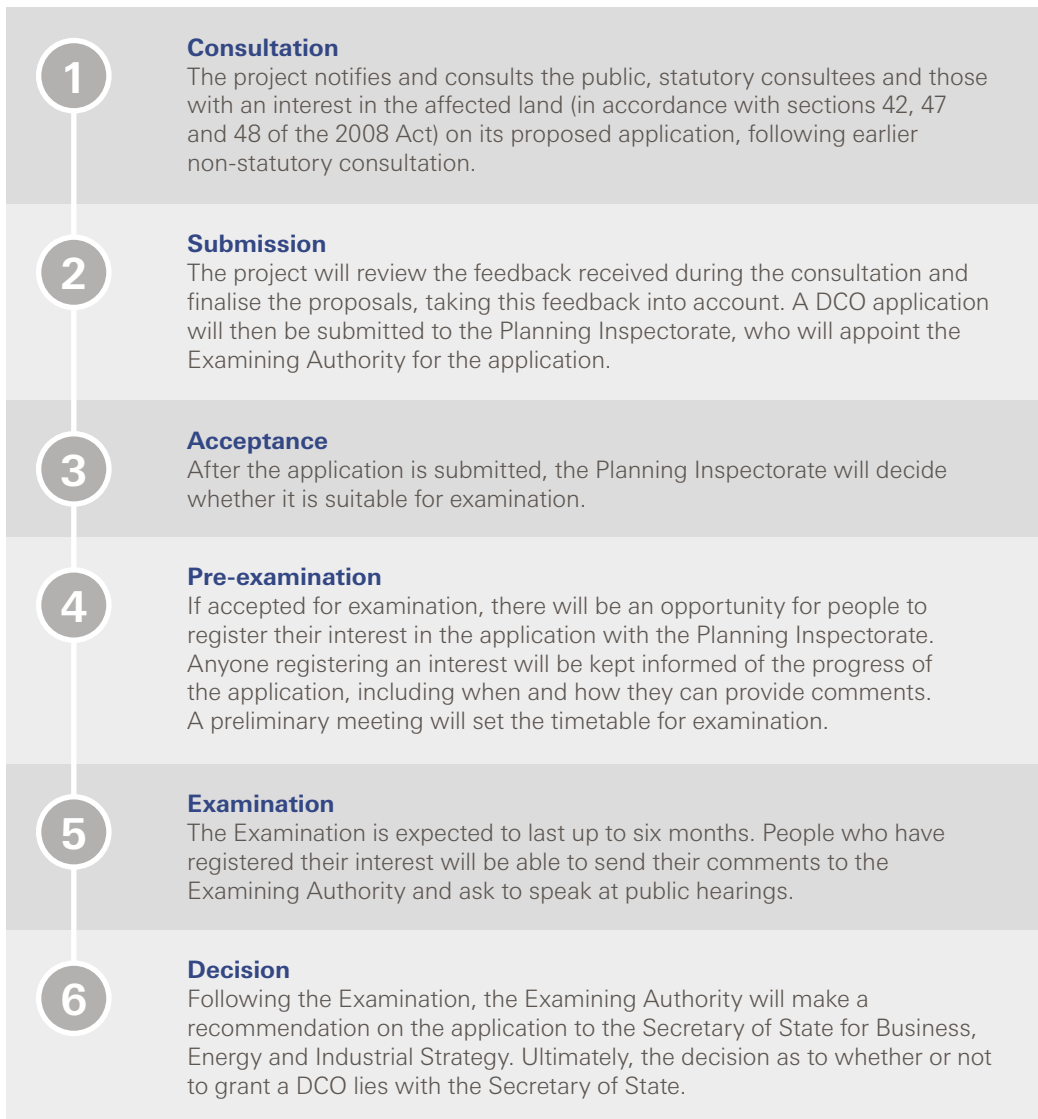 1
Consultation
The project notifies and consults the public, statutory consultees and those
with an interest in the affected land (in accordance with sections 42, 47
and 48 of the 2008 Act) on its proposed application, following earlier
non-statutory consultation.
2
Submission
The project will review the feedback received during the consultation and
finalise the proposals, taking this feedback into account. A DCO application
will then be submitted to the Planning Inspectorate, who will appoint the
Examining Authority for the application.
3
Acceptance
After the application is submitted, the Planning Inspectorate will decide
whether it is suitable for examination.
4
Pre-examination
If accepted for examination, there will be an opportunity for people to
register their interest in the application with the Planning Inspectorate.
Anyone registering an interest will be kept informed of the progress of
the application, including when and how they can provide comments.
A preliminary meeting will set the timetable for examination.
5
Examination
The Examination is expected to last up to six months. People who have
registered their interest will be able to send their comments to the
Examining Authority and ask to speak at public hearings.
6
Decision
Following the Examination, the Examining Authority will make a
recommendation on the application to the Secretary of State for Business,
Energy and Industrial Strategy. Ultimately, the decision as to whether or not
to grant a DCO lies with the Secretary of State.